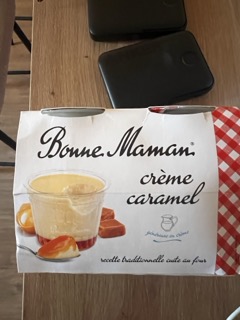 Bonne Maman
crème
caramel
recette traditionnelle cuite au four